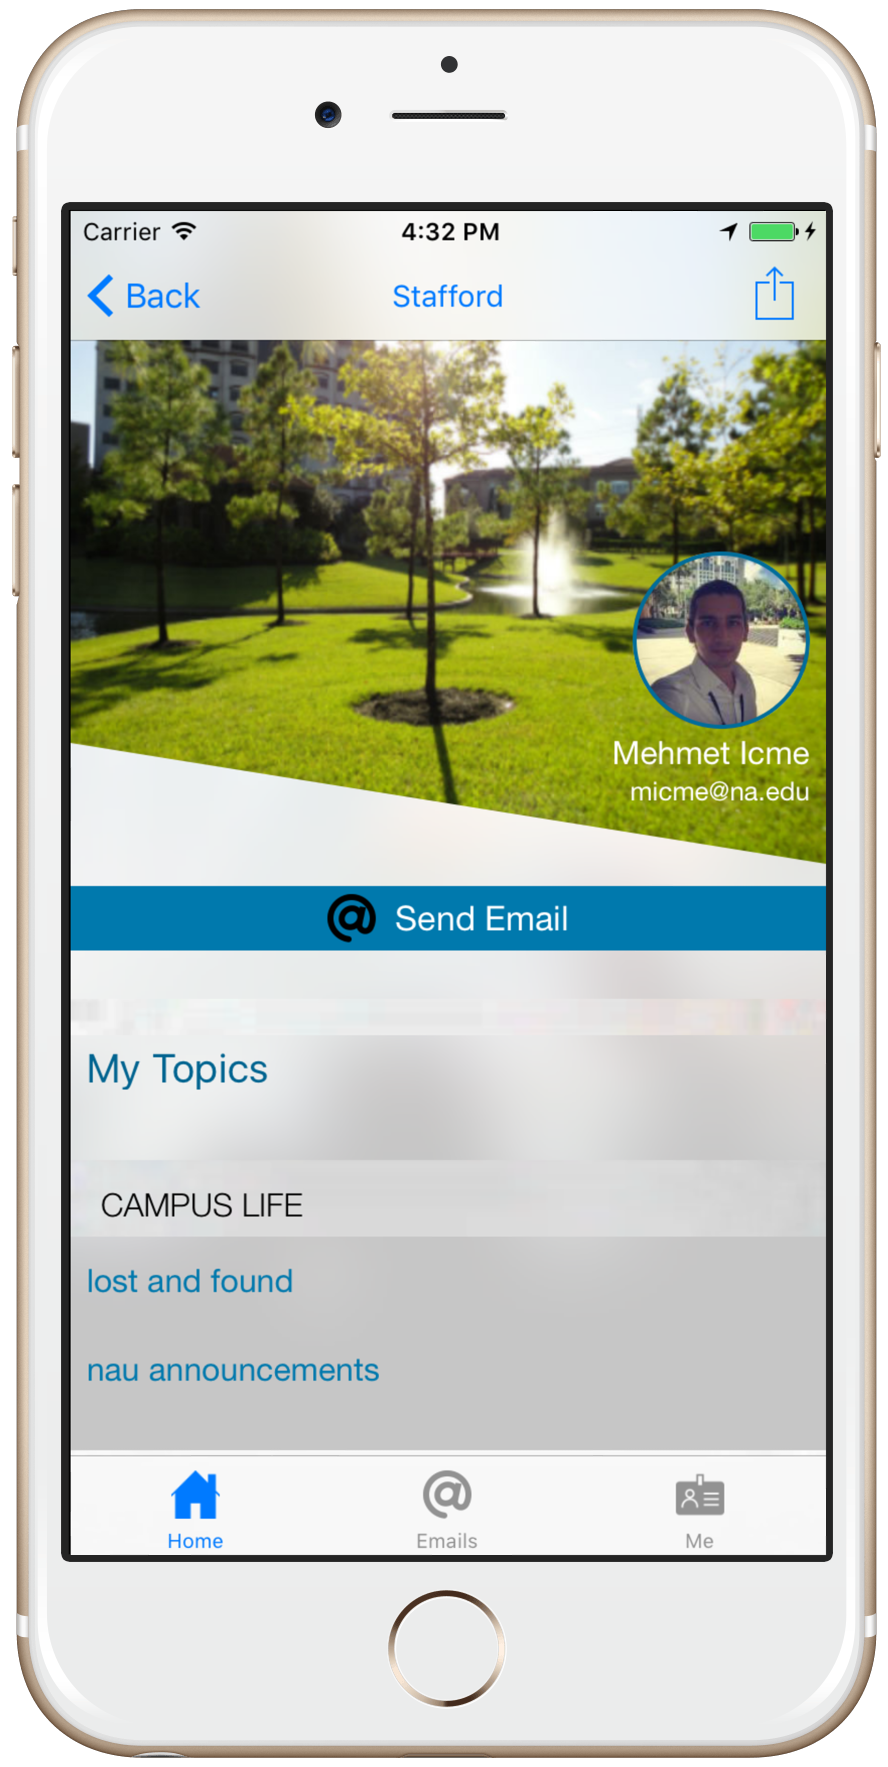 Carrier 4:32 PM
Back Stafford
Mehmet Icme
micme@na.edu
@ Send Email
My Topics
CAMPUS LIFE
lost and found
nau announcements
Home Emails Me